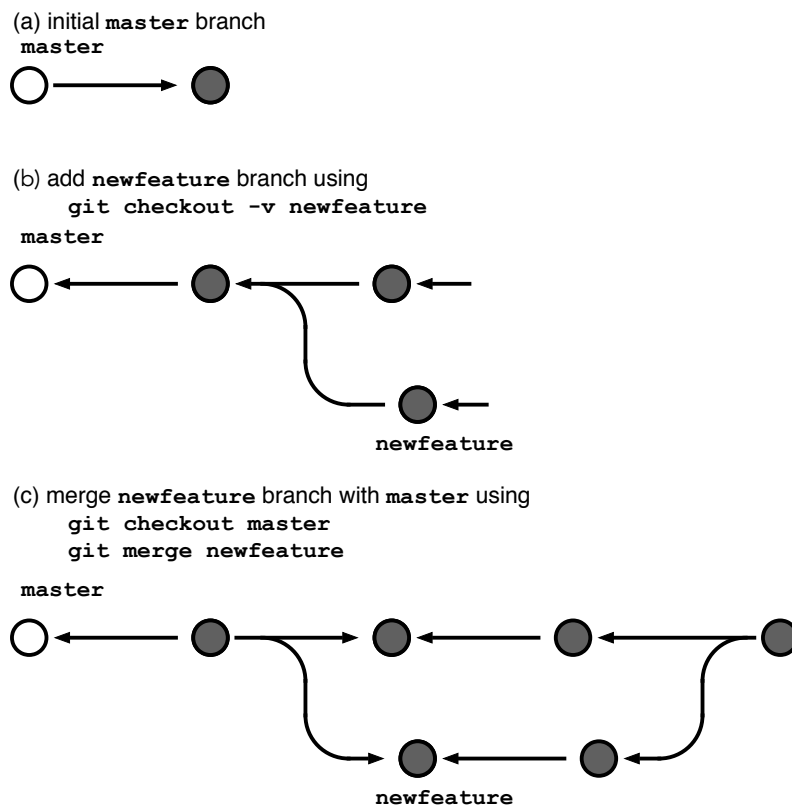 (a) initial master branch
master
(b) add newfeature branch using
git checkout -v newfeature
master
newfeature
(c) merge newfeature branch with master using
git checkout master
git merge newfeature
master
newfeature